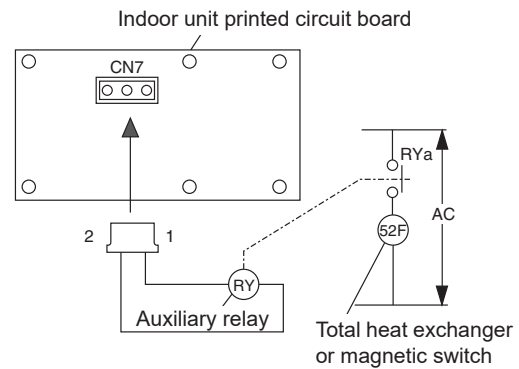 Indoor unit printed circuit board
CN7
RYa
AC
52F
2 1
RY
Auxiliary relay
Total heat exchanger
or magnetic switch